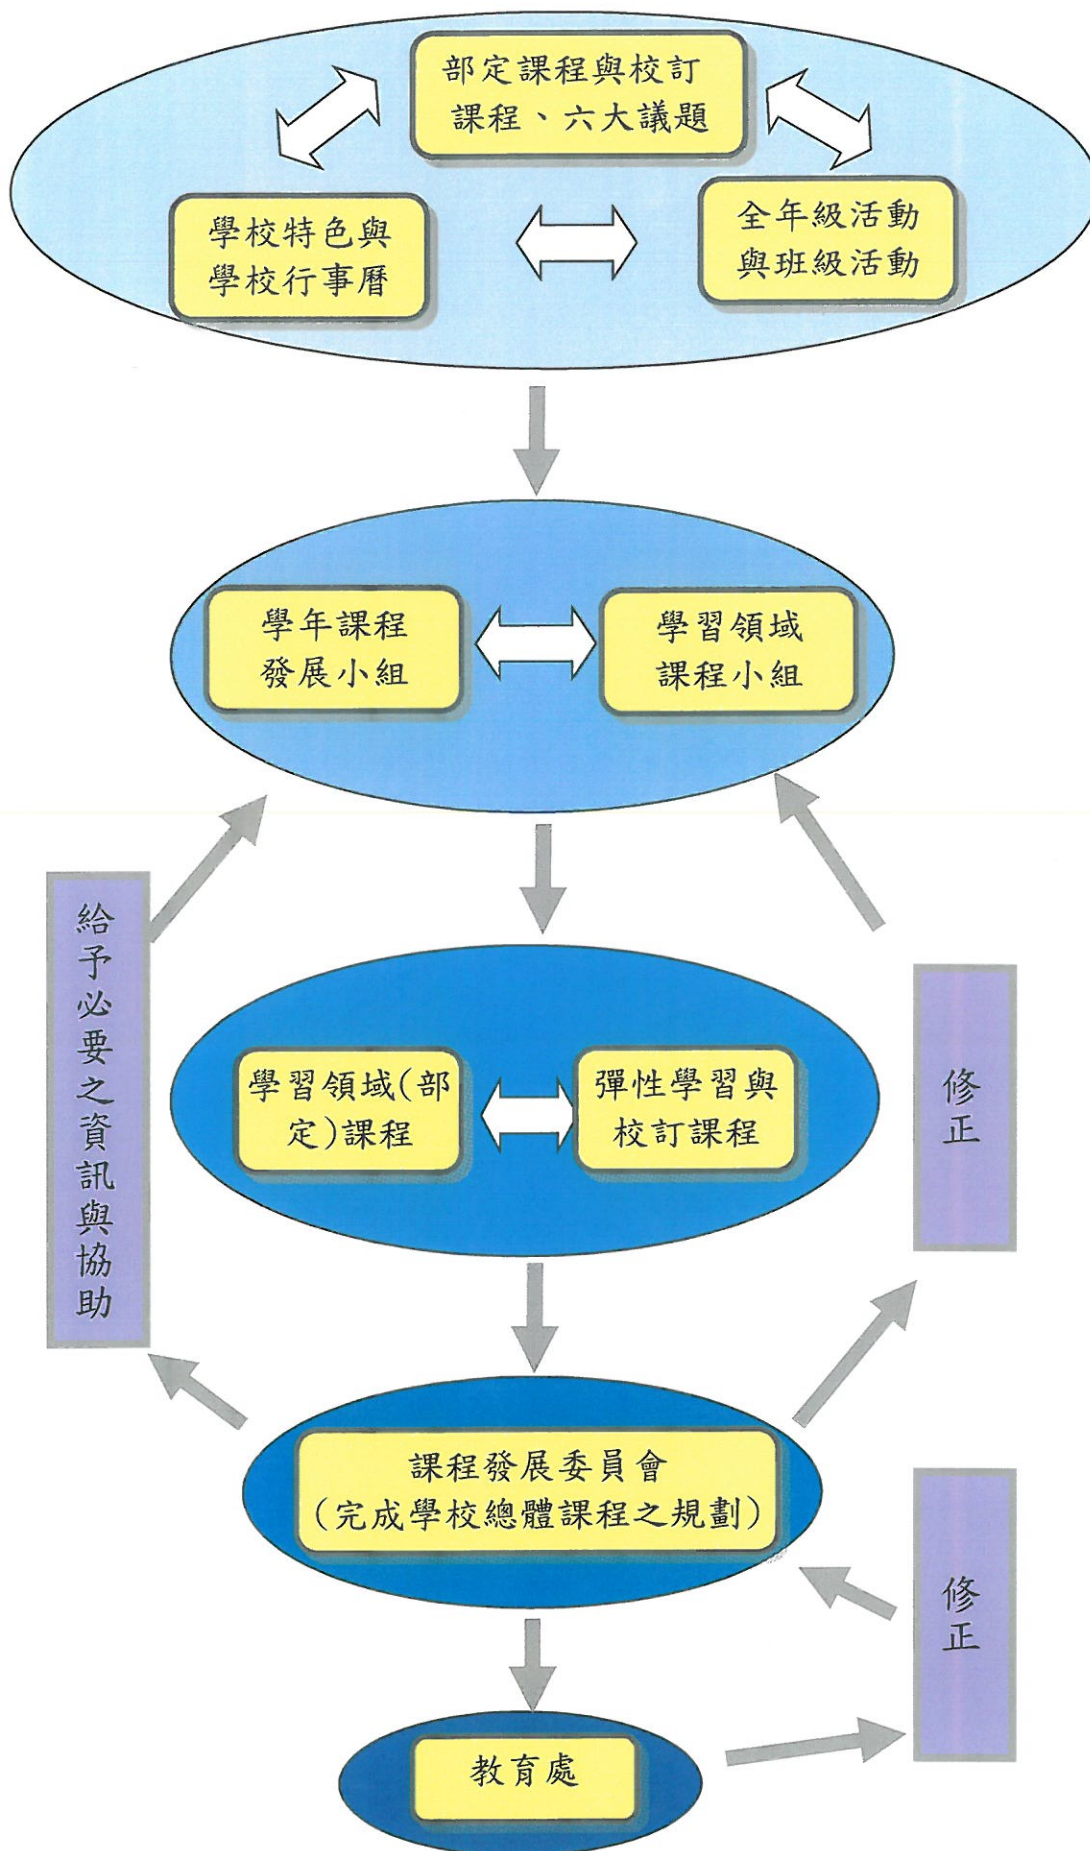 部定課程與校訂
課程、六大議題
學校特色與
學校行事曆
全年級活動
與班級活動
學年課程
發展小組
學習領域
課程小組
給予必要之資訊與協助
學習領域(部
定)課程
彈性學習與
校訂課程
修正
課程發展委員會
(完成學校總體課程之規劃)
修正
教育處